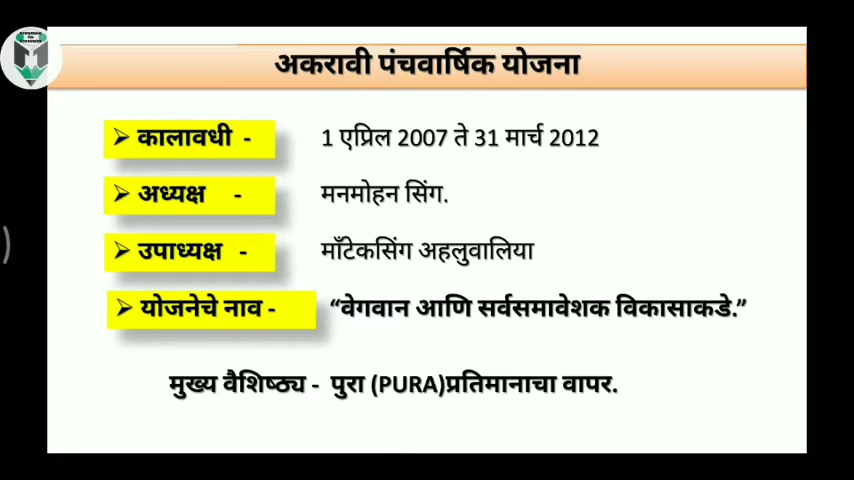 अकरावी पंचवार्षिक योजना
➢ कालावधी - 1 एप्रिल 2007 ते 31 मार्च 2012
➢ अध्यक्ष - मनमोहन सिंग.
➢ उपाध्यक्ष - माँटेकसिंग अहलुवालिया
➢ योजनेचे नाव - “वेगवान आणि सर्वसमावेशक विकासाकडे.”
मुख्य वैशिष्ठ्य - पुरा (PURA)प्रतिमानाचा वापर.